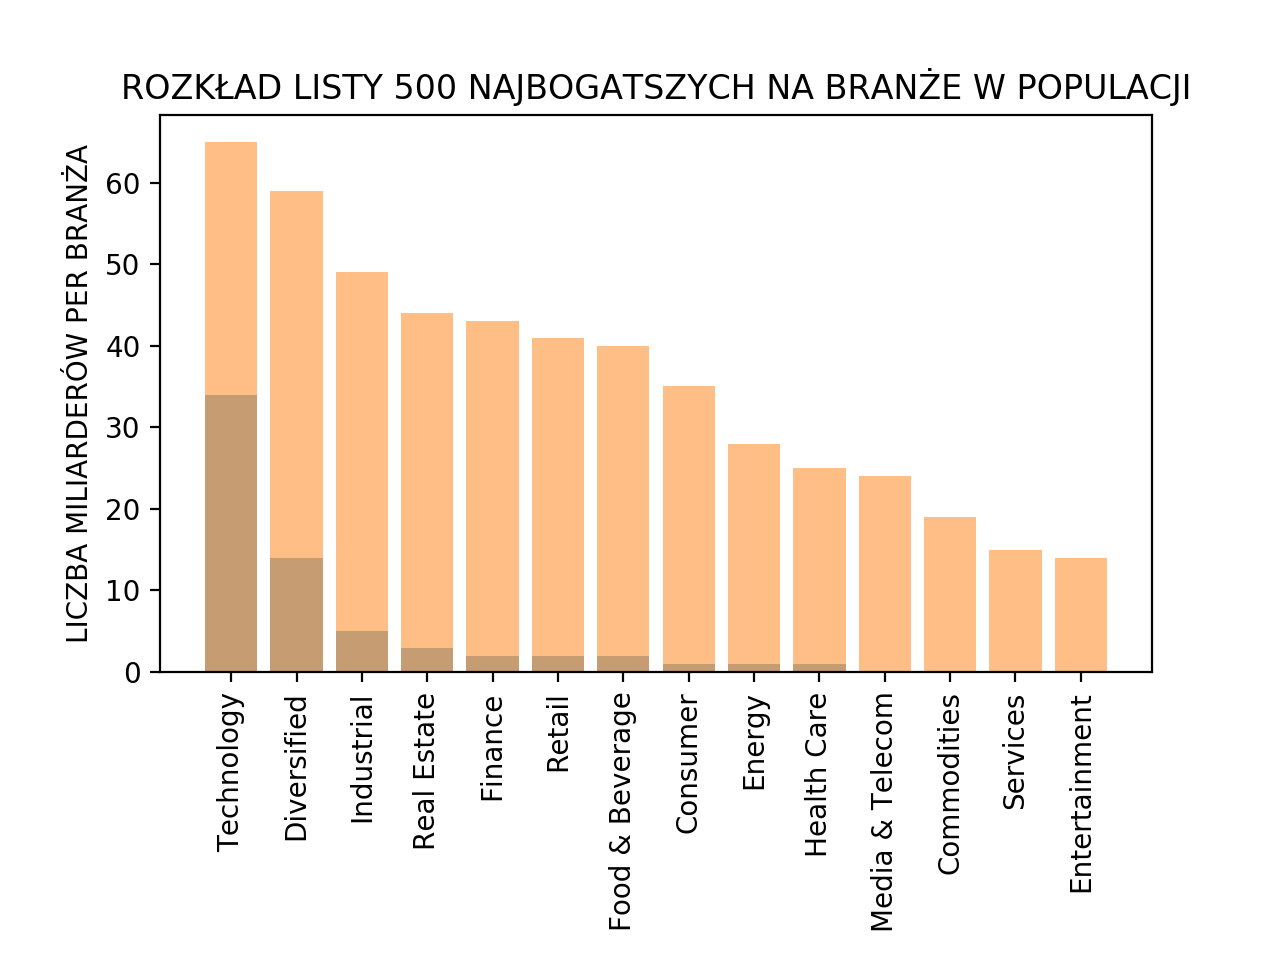 ROZKŁAD LISTY 500 NAJBOGATSZYCH NA BRANŻE W POPULACJI
LICZBA MILIARDERÓW PER BRANŻA
60
50
40
30
20
10
0
Technology
Diversified
Industrial
Real Estate
Finance
Retail
Food & Beverage
Consumer
Energy
Health Care
Media & Telecom
Commodities
Services
Entertainment